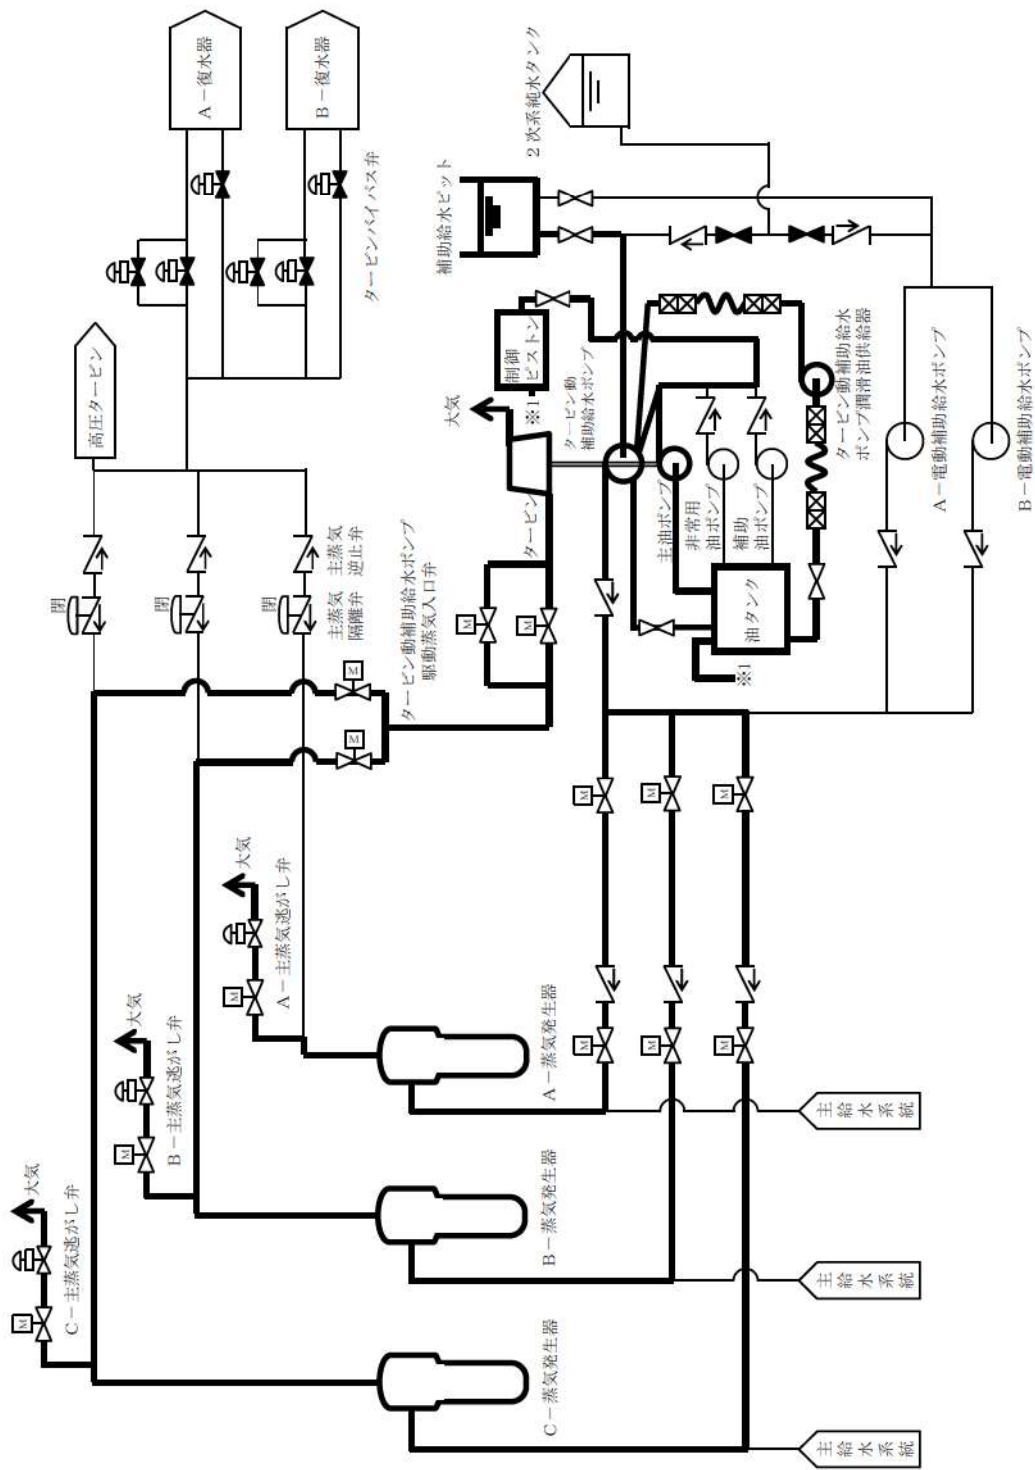 A－復水器
B－復水器
タービンバイパス弁
高圧タービン
2次系純水タンク
補助給水ピット
制御
ピストン
※1
大気
タービン動
補助給水ポンプ
タービン
閉
閉
閉
主蒸気
隔離弁
主蒸気
逆止弁
タービン動補助給水ポンプ
駆動蒸気入口弁
M
M
M
M
主油ポンプ
非常用
油ポンプ
補助
油ポンプ
油タンク
※1
タービン動補助給水
ポンプ潤滑油供給器
A－電動補助給水ポンプ
B－電動補助給水ポンプ
M
M
M
M
M
M
大気
M
A－主蒸気逃がし弁
大気
M
B－主蒸気逃がし弁
大気
M
C－主蒸気逃がし弁
A－蒸気発生器
B－蒸気発生器
C－蒸気発生器
主給水系統
主給水系統
主給水系統